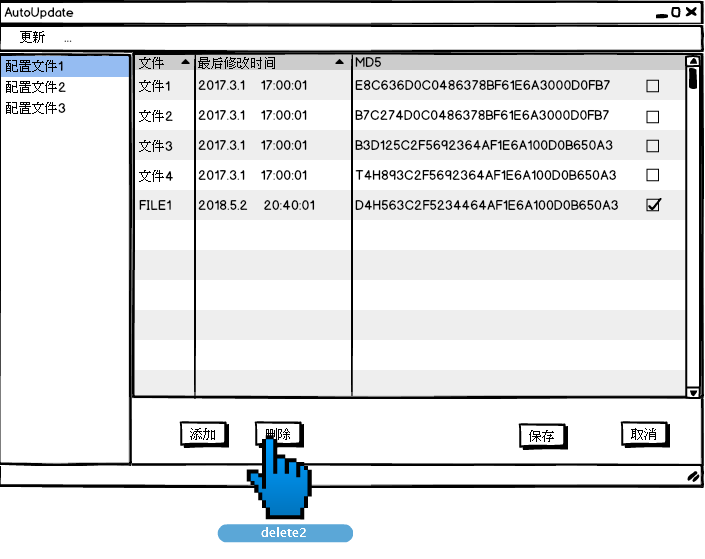 AutoUpdate
更新 ...
配置文件1
配置文件2
配置文件3
文件 最后修改时间 MD5
文件1 2017.3.1 17:00:01 E8C636D0C0486378BF61E6A3000D0FB7
文件2 2017.3.1 17:00:01 B7C274D0C0486378BF61E6A3000D0FB7
文件3 2017.3.1 17:00:01 B3D125C2F5692364AF1E6A100D0B650A3
文件4 2017.3.1 17:00:01 T4H893C2F5692364AF1E6A100D0B650A3
FILE1 2018.5.2 20:40:01 D4H563C2F5234464AF1E6A100D0B650A3
添加 删除 保存 取消
delete2